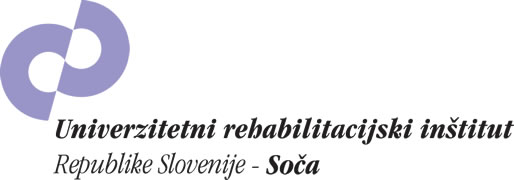 Univerzitetni rehabilitacijski inštitut
Republike Slovenije - Soča